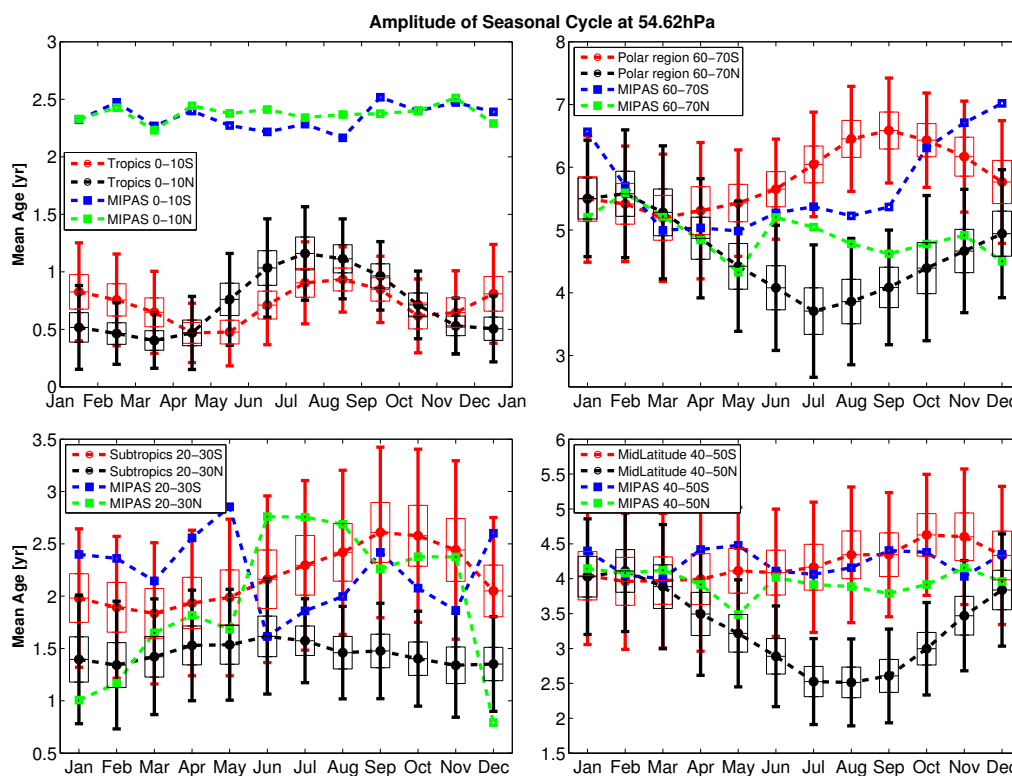 Amplitude of Seasonal Cycle at 54.62hPa
Mean Age [yr]
3
2.5
2
1.5
1
0.5
0
Tropics 0−10S
Tropics 0−10N
MIPAS 0−10S
MIPAS 0−10N
Jan Feb Mar Apr May Jun Jul Aug Sep Oct Nov Dec Jan
8
7
6
5
4
3
Polar region 60−70S
Polar region 60−70N
MIPAS 60−70S
MIPAS 60−70N
Jan Feb Mar Apr May Jun Jul Aug Sep Oct Nov Dec
Mean Age [yr]
3.5
3
2.5
2
1.5
1
0.5
Subtropics 20−30S
Subtropics 20−30N
MIPAS 20−30S
MIPAS 20−30N
Jan Feb Mar Apr May Jun Jul Aug Sep Oct Nov Dec
6
5.5
5
4.5
4
3.5
3
2.5
2
1.5
MidLatitude 40−50S
MidLatitude 40−50N
MIPAS 40−50S
MIPAS 40−50N
Jan Feb Mar Apr May Jun Jul Aug Sep Oct Nov Dec